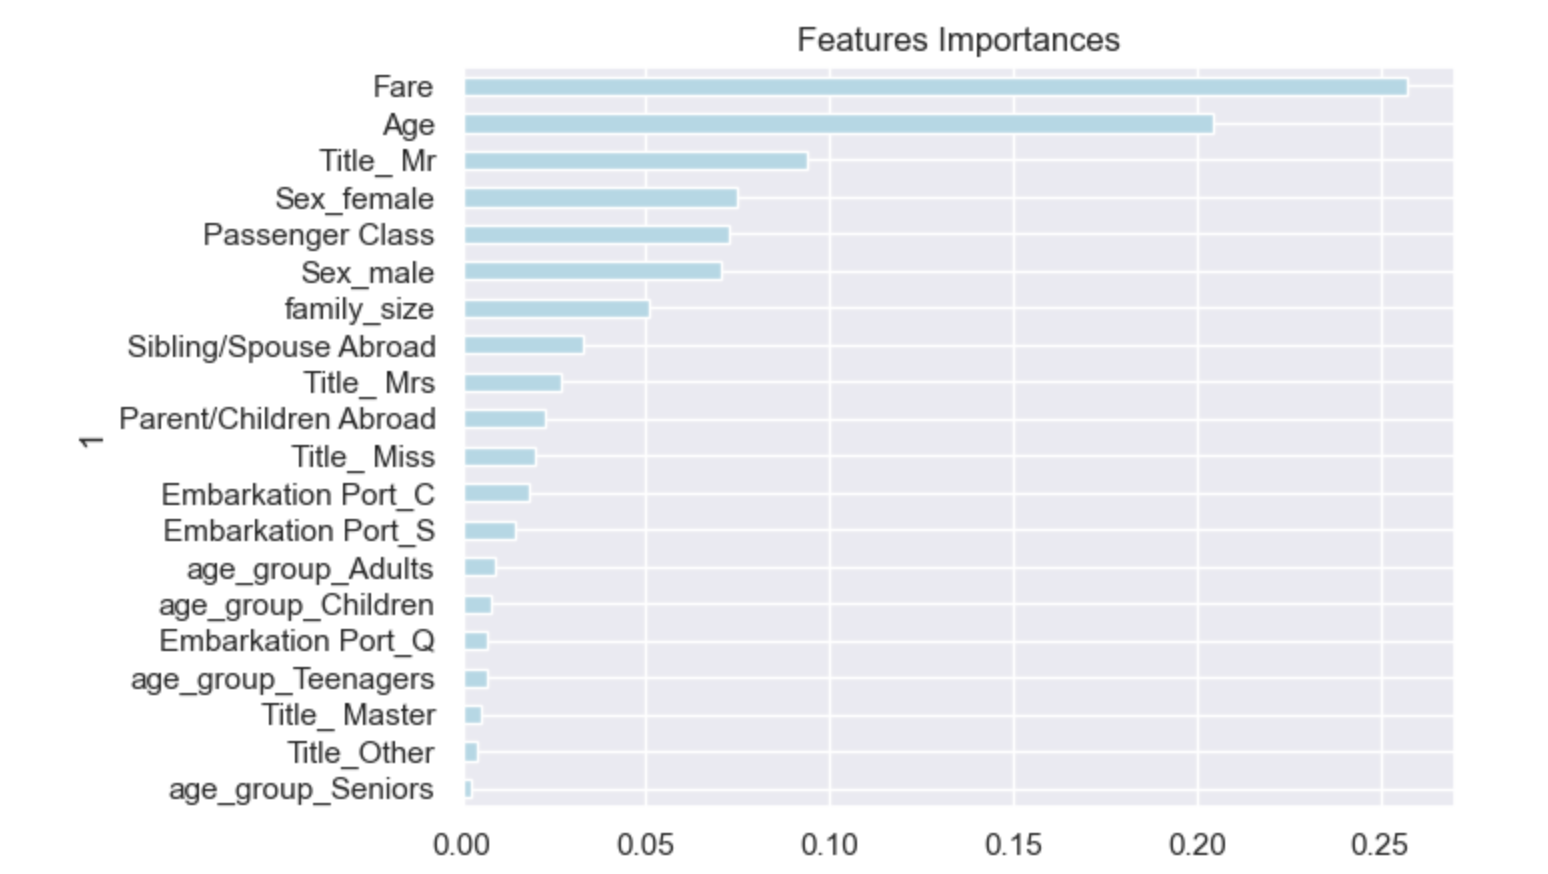 Features Importances
Fare
Age
Title_ Mr
Sex_female
Passenger Class
Sex_male
family_size
Sibling/Spouse Abroad
Title_ Mrs
Parent/Children Abroad
Title_ Miss
Embarkation Port_C
Embarkation Port_S
age_group_Adults
age_group_Children
Embarkation Port_Q
age_group_Teenagers
Title_ Master
Title_Other
age_group_Seniors
1
0.00 0.05 0.10 0.15 0.20 0.25